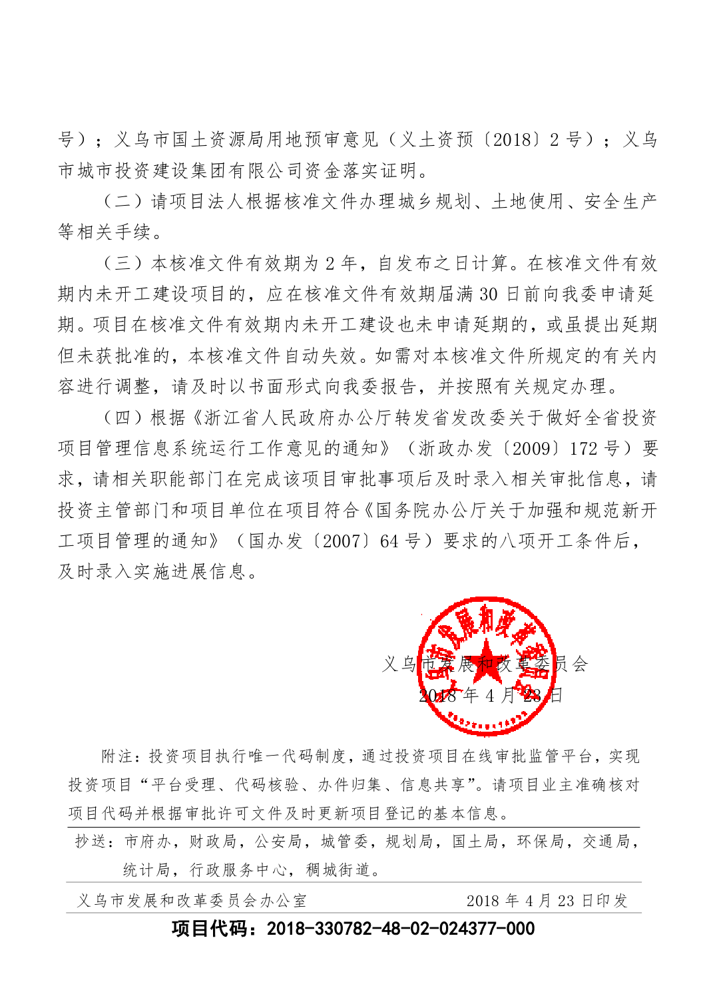 号）；义乌市国土资源局用地预审意见（义土资预〔2018〕2 号）；义乌
市城市投资建设集团有限公司资金落实证明。
（二）请项目法人根据核准文件办理城乡规划、土地使用、安全生产
等相关手续。
（三）本核准文件有效期为 2 年，自发布之日计算。在核准文件有效
期内未开工建设项目的，应在核准文件有效期届满 30 日前向我委申请延
期。项目在核准文件有效期内未开工建设也未申请延期的，或虽提出延期
但未获批准的，本核准文件自动失效。如需对本核准文件所规定的有关内
容进行调整，请及时以书面形式向我委报告，并按照有关规定办理。
（四）根据《浙江省人民政府办公厅转发省发改委关于做好全省投资
项目管理信息系统运行工作意见的通知》（浙政办发〔2009〕172 号）要
求，请相关职能部门在完成该项目审批事项后及时录入相关审批信息，请
投资主管部门和项目单位在项目符合《国务院办公厅关于加强和规范新开
工项目管理的通知》（国办发〔2007〕64 号）要求的八项开工条件后，
及时录入实施进展信息。
义乌市发展和改革委员会
义乌市发展和改革委员会
2018 年 4 月 23 日
附注：投资项目执行唯一代码制度，通过投资项目在线审批监管平台，实现
投资项目“平台受理、代码核验、办件归集、信息共享”。请项目业主准确核对
项目代码并根据审批许可文件及时更新项目登记的基本信息。
抄送：市府办，财政局，公安局，城管委，规划局，国土局，环保局，交通局，
统计局，行政服务中心，稠城街道。
义乌市发展和改革委员会办公室 2018 年 4 月 23 日印发
项目代码：2018-330782-48-02-024377-000